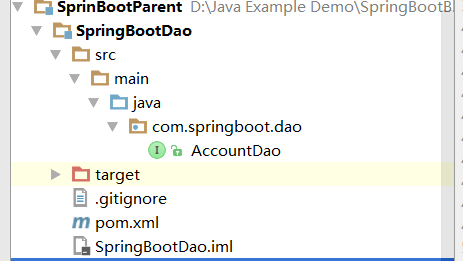 SprinBootParent D:\Java Example Demo\SpringBootB
SpringBootDao
src
main
java
com.springboot.dao
I AccountDao
target
.gitignore
m pom.xml
SpringBootDao.iml